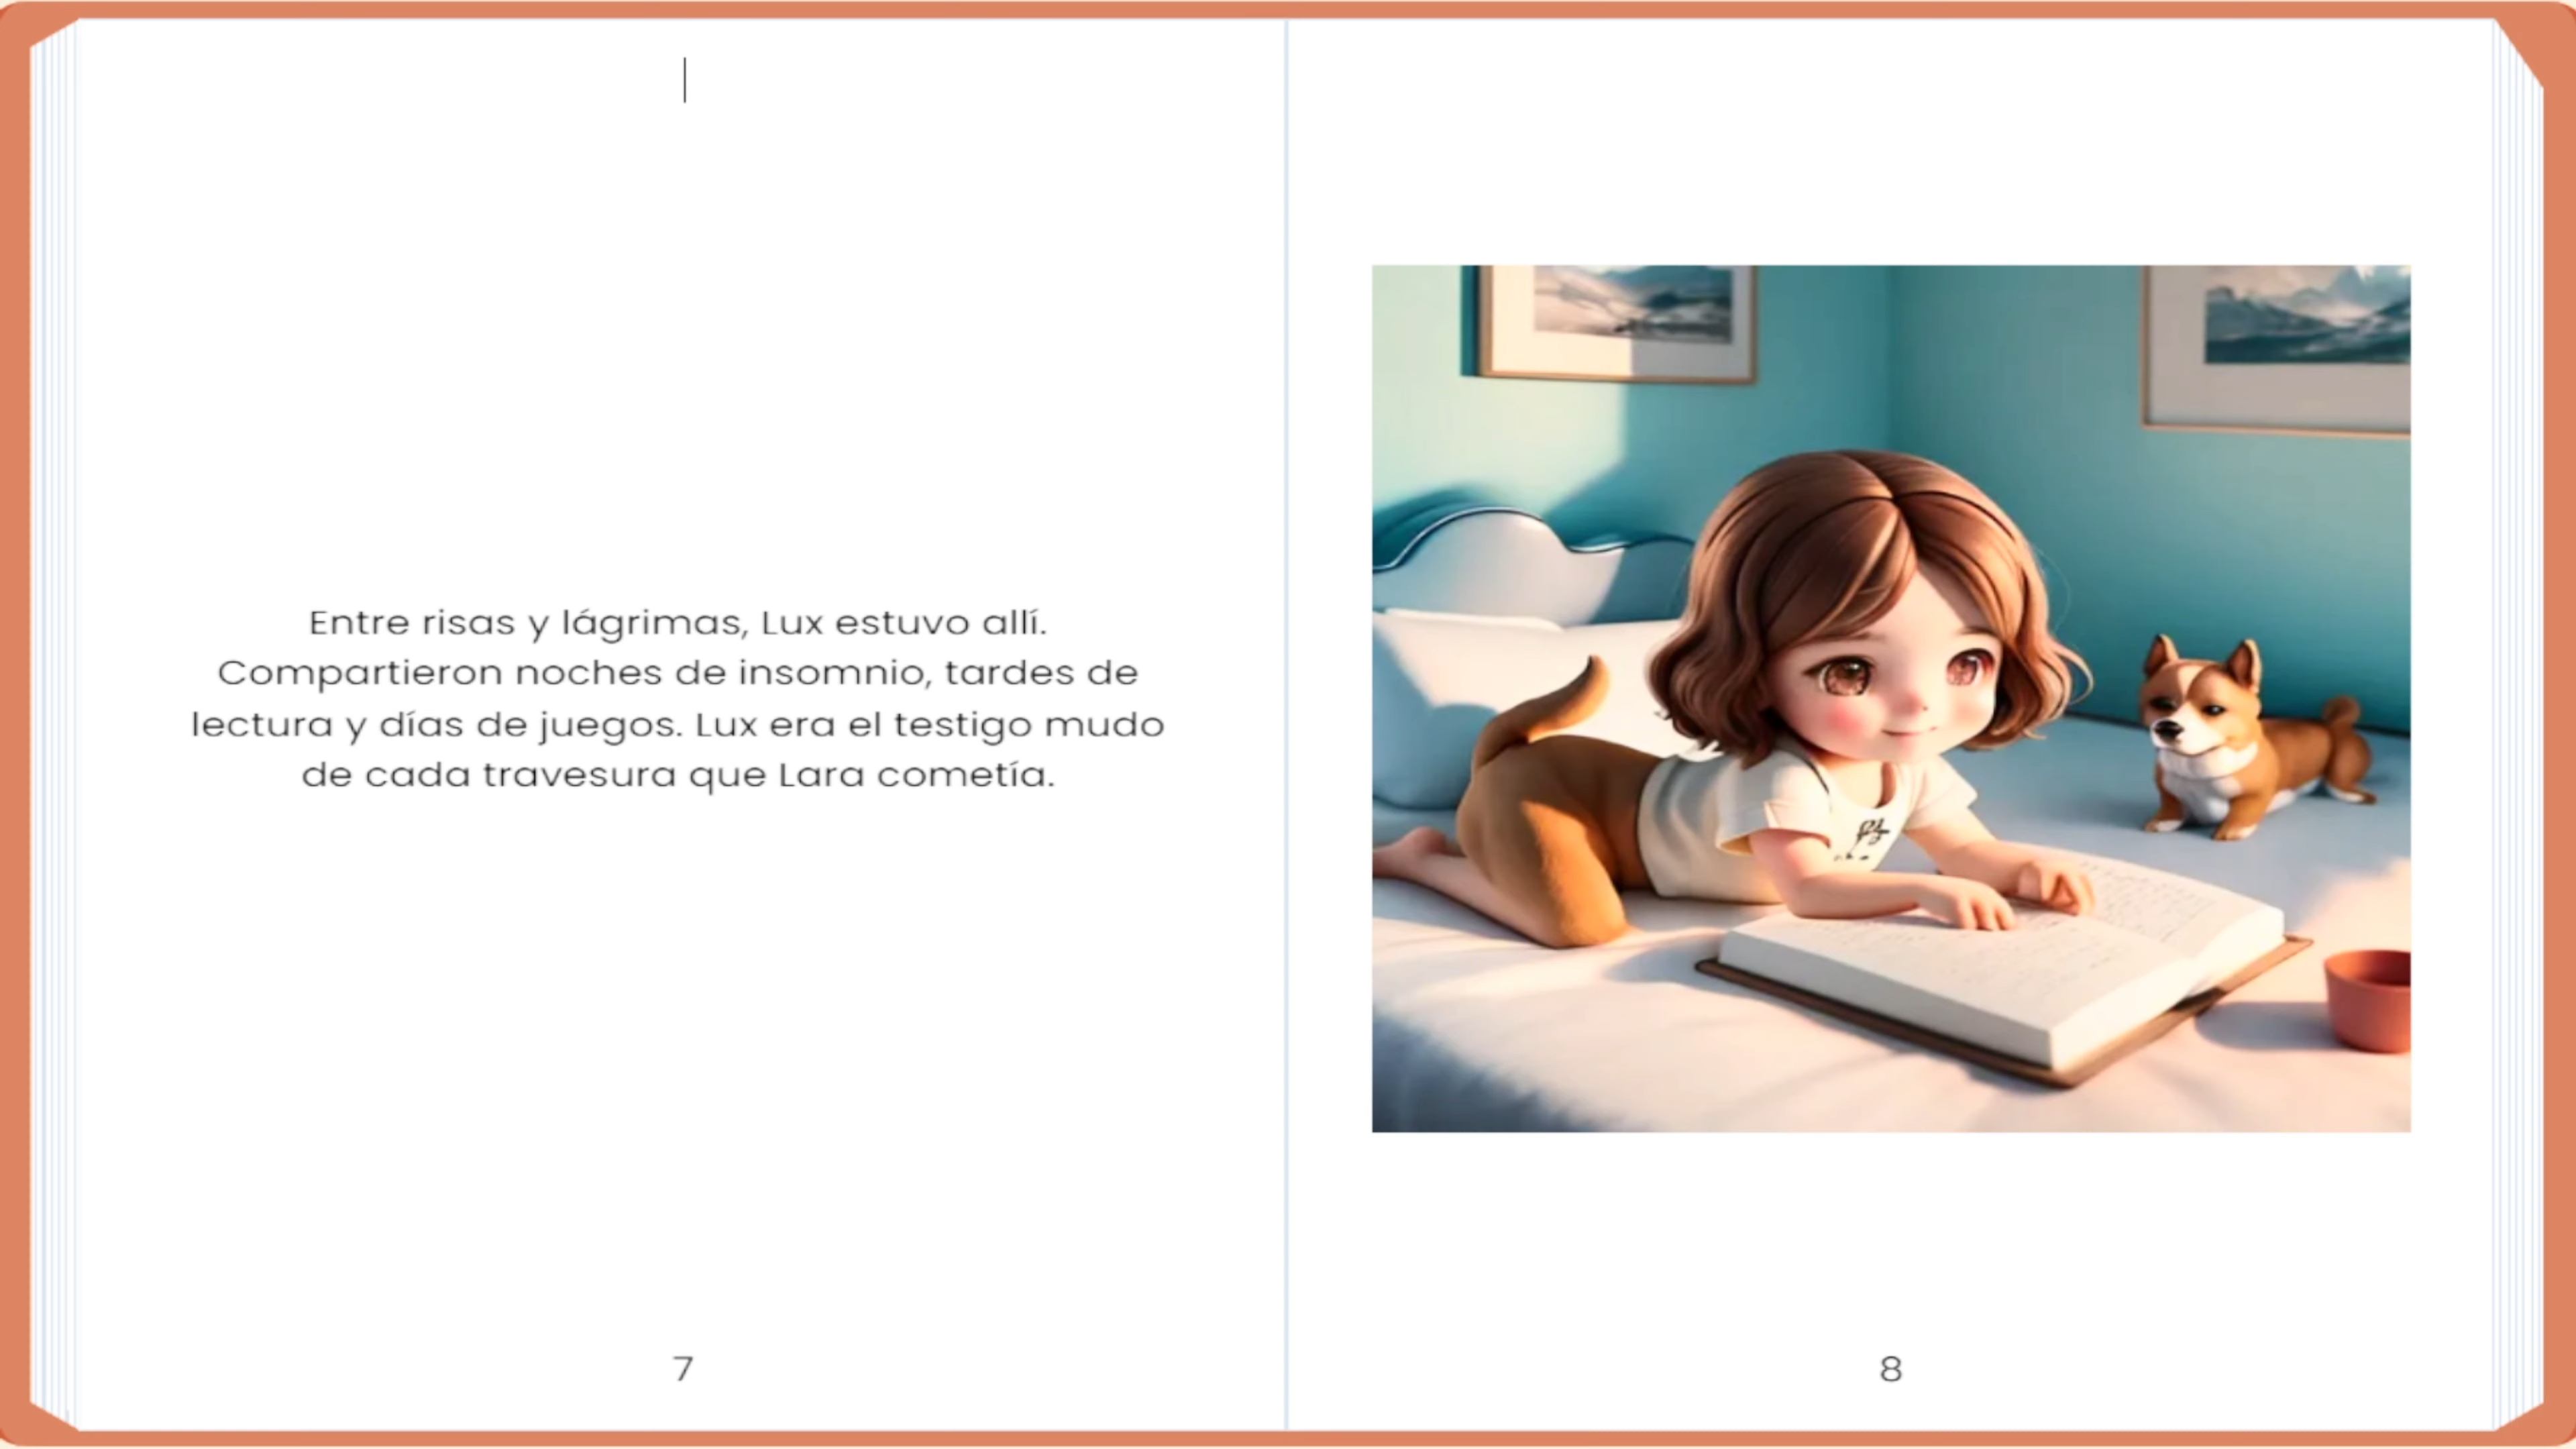 Entre risas y lágrimas, Lux estuvo allí.
Compartieron noches de insomnio, tardes de
lectura y días de juegos. Lux era el testigo mudo
de cada travesura que Lara cometía.
7
8